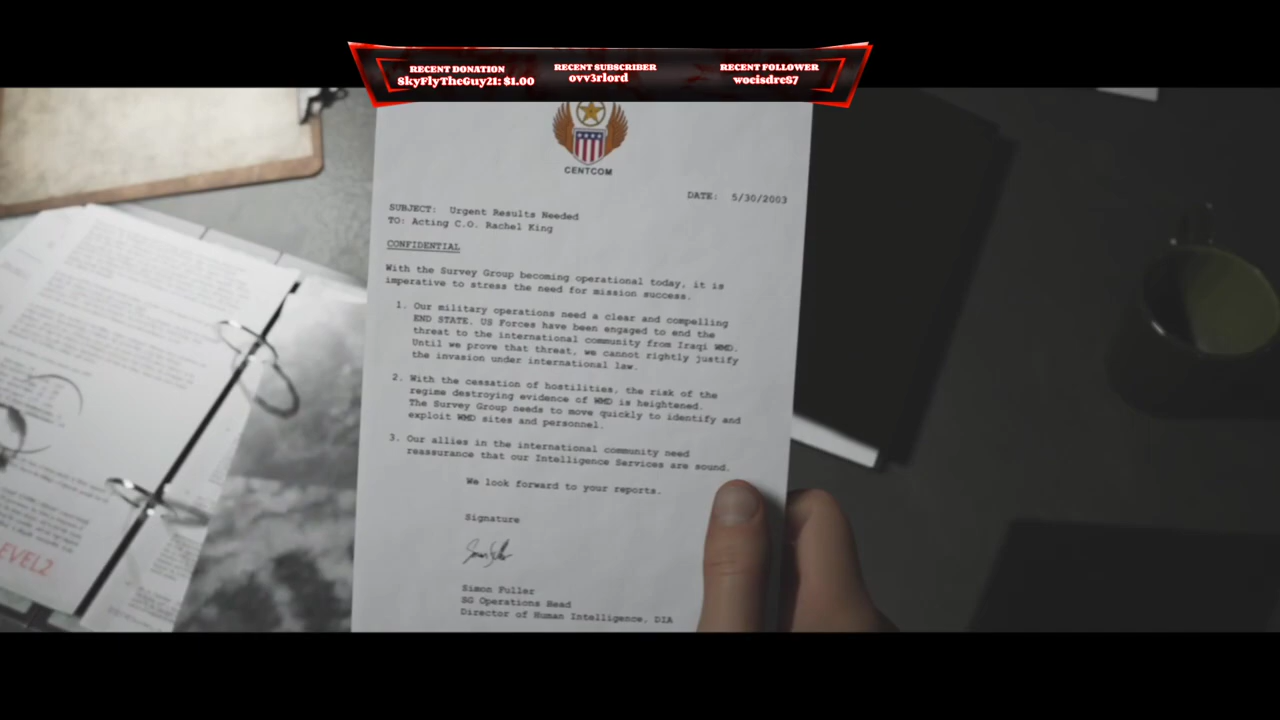 RECENT DONATION
SkyFlyTheGuy21: $1.00
RECENT SUBSCRIBER
ovv3rlord
RECENT FOLLOWER
woeisdre87
CENTCOM
DATE: 5/30/2003
SUBJECT: Urgent Results Needed
TO: Acting C.O. Rachel King
CONFIDENTIAL
With the Survey Group becoming operational today, it is
imperative to stress the need for mission success.
1. Our military operations need a clear and compelling
END STATE. US Forces have been engaged to end the
threat to the international community from Iraqi WMD.
Until we prove that threat, we cannot rightly justify
the invasion under international law.
2. With the cessation of hostilities, the risk of the
regime destroying evidence of WMD is heightened.
The Survey Group needs to move quickly to identify and
exploit WMD sites and personnel.
3. Our allies in the international community need
reassurance that our Intelligence Services are sound.
We look forward to your reports.
Signature
Simon Fuller
SG Operations Head
Director of Human Intelligence, DIA
EVEL2